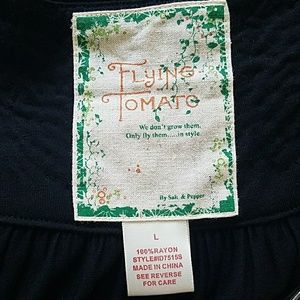 FLYING
TOMATO
We don't grow them,
Only fly them.....in style.
By Salt & Pepper
L
100%RAYON
STYLE#ID7515S
MADE IN CHINA
SEE REVERSE
FOR CARE